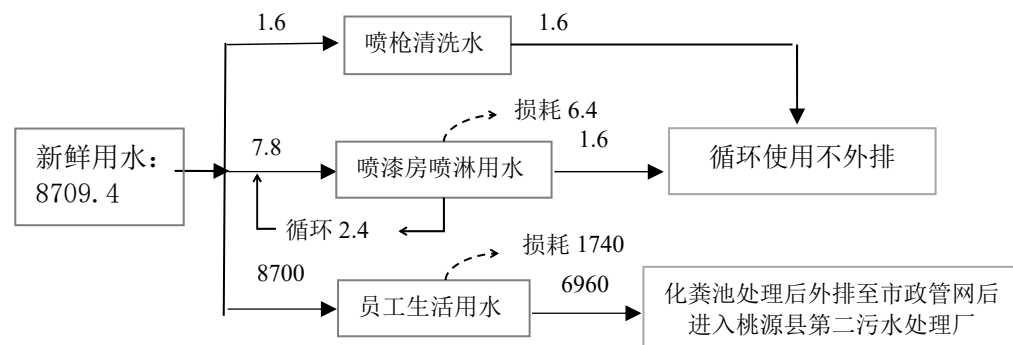 1.6
喷枪清洗水
1.6
损耗 6.4
新鲜用水：
8709.4
7.8
喷漆房喷淋用水
1.6
循环使用不外排
循环 2.4
损耗 1740
8700
员工生活用水
6960
化粪池处理后外排至市政管网后
进入桃源县第二污水处理厂